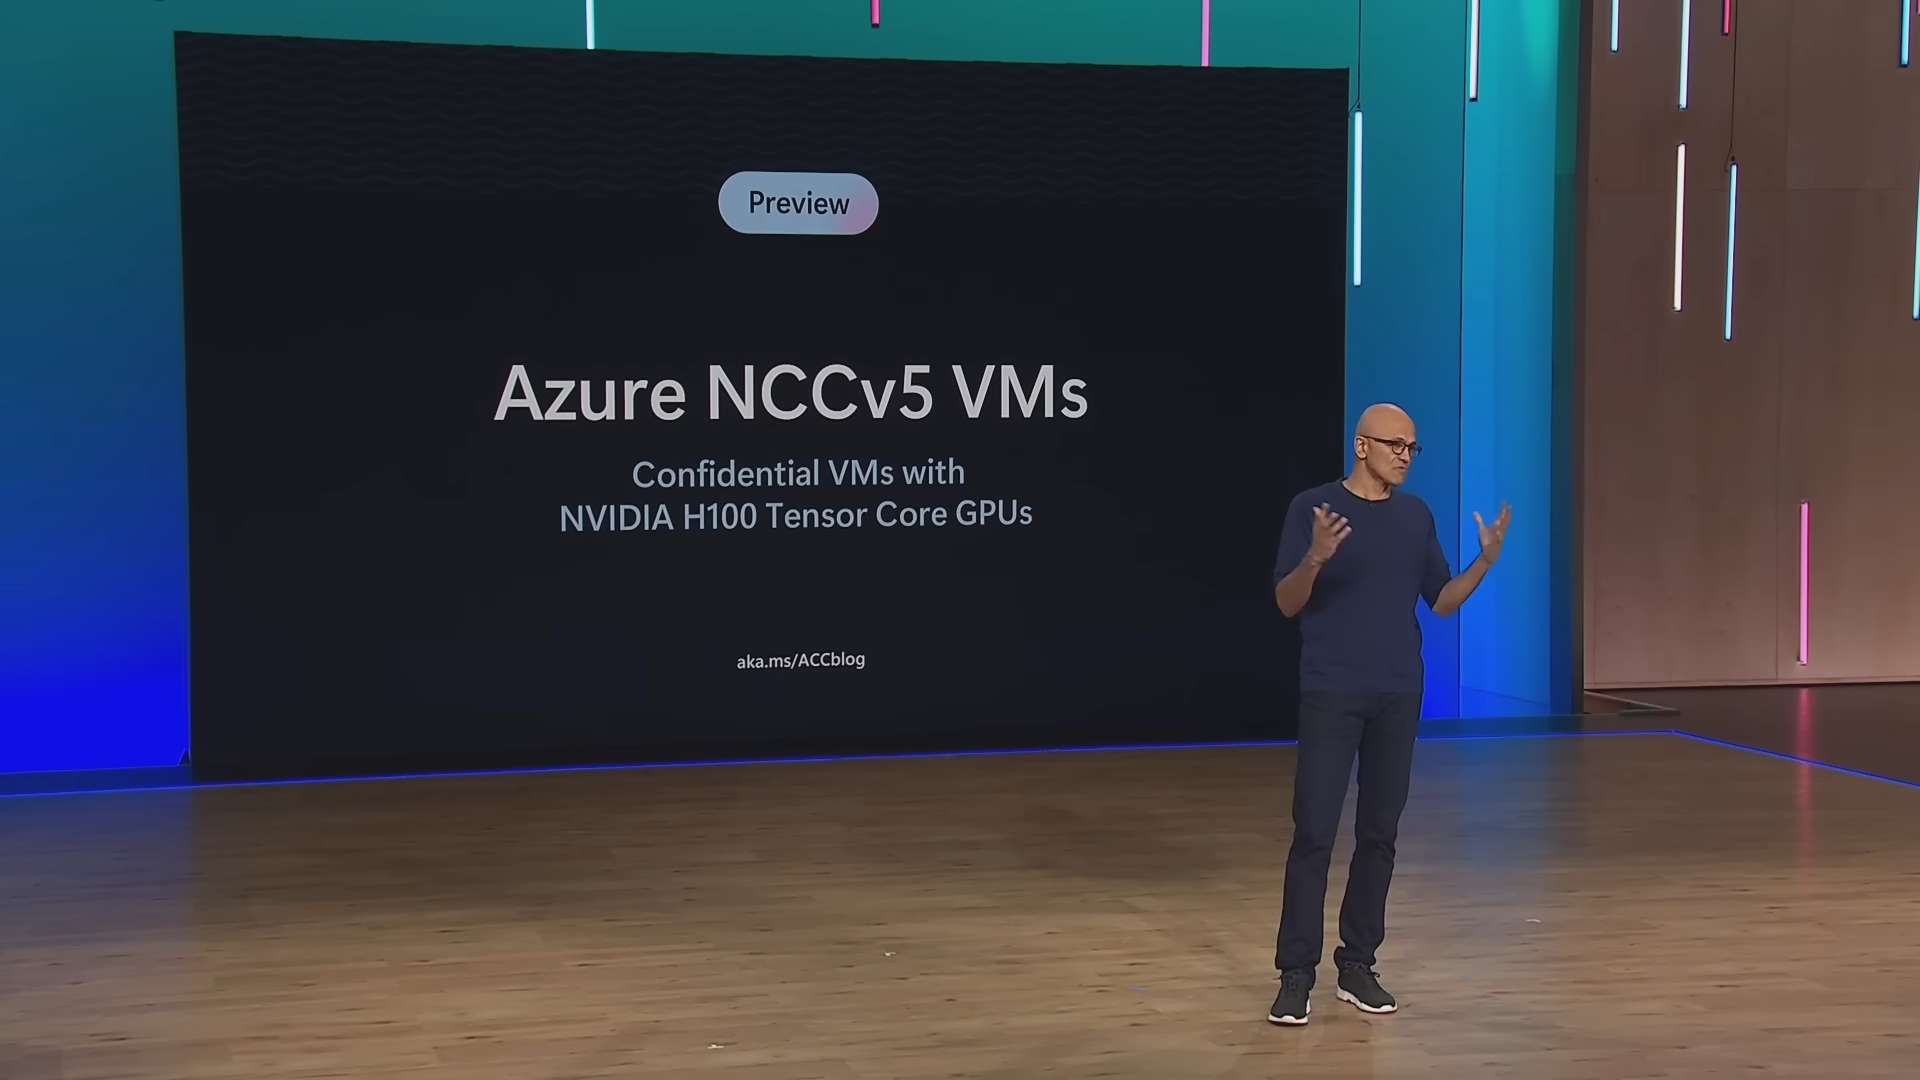 Preview
Azure NCCv5 VMs
Confidential VMs with
NVIDIA H100 Tensor Core GPUs
aka.ms/ACCblog